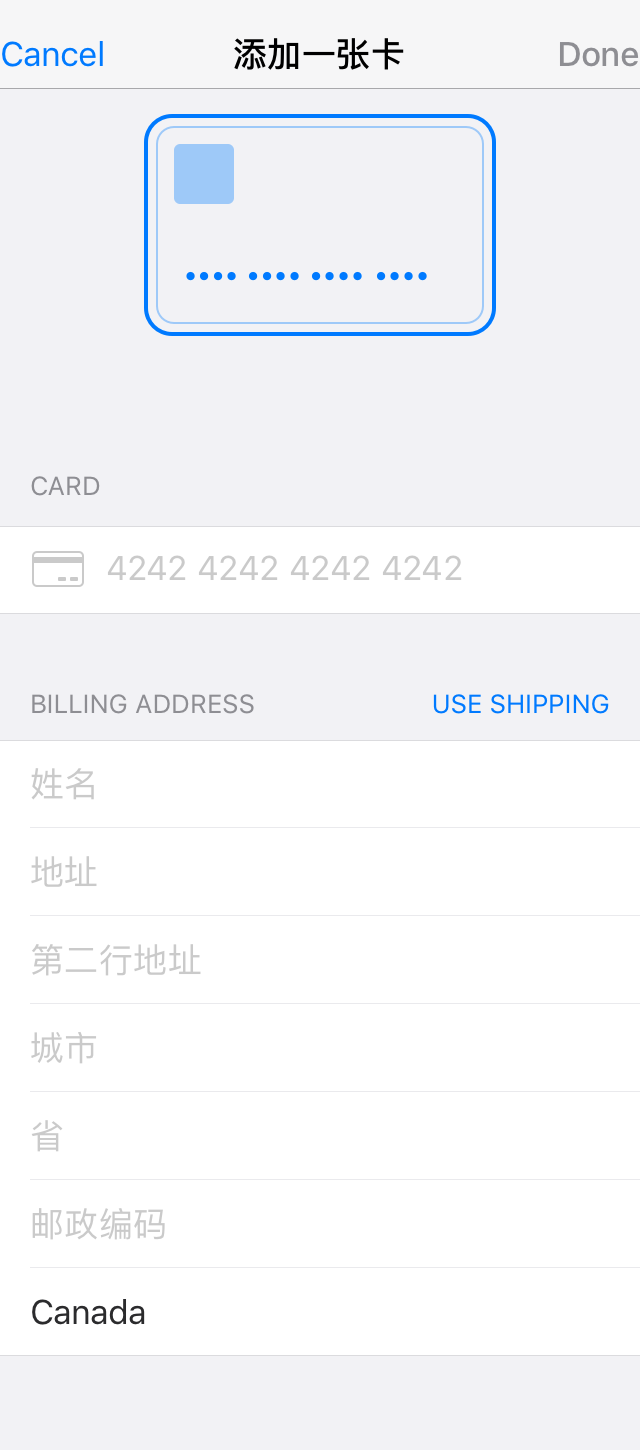 Cancel 添加一张卡 Done
•••• •••• •••• ••••
CARD
4242 4242 4242 4242
BILLING ADDRESS USE SHIPPING
姓名
地址
第二行地址
城市
省
邮政编码
Canada